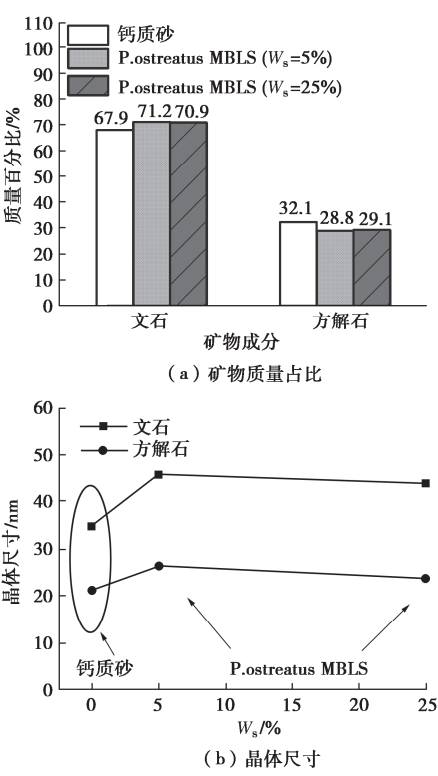 110
100
90
80
70
60
50
40
30
20
10
0
质量百分比/%
钙质砂
P.ostreatus MBLS (Ws=5%)
P.ostreatus MBLS (Ws=25%)
67.9 71.2 70.9
32.1 28.8 29.1
文石 方解石
矿物成分
(a)矿物质量占比
60
50
40
30
20
10
0
晶体尺寸/nm
文石
方解石
钙质砂
P.ostreatus MBLS
0 5 10 15 20 25
Ws/%
(b)晶体尺寸